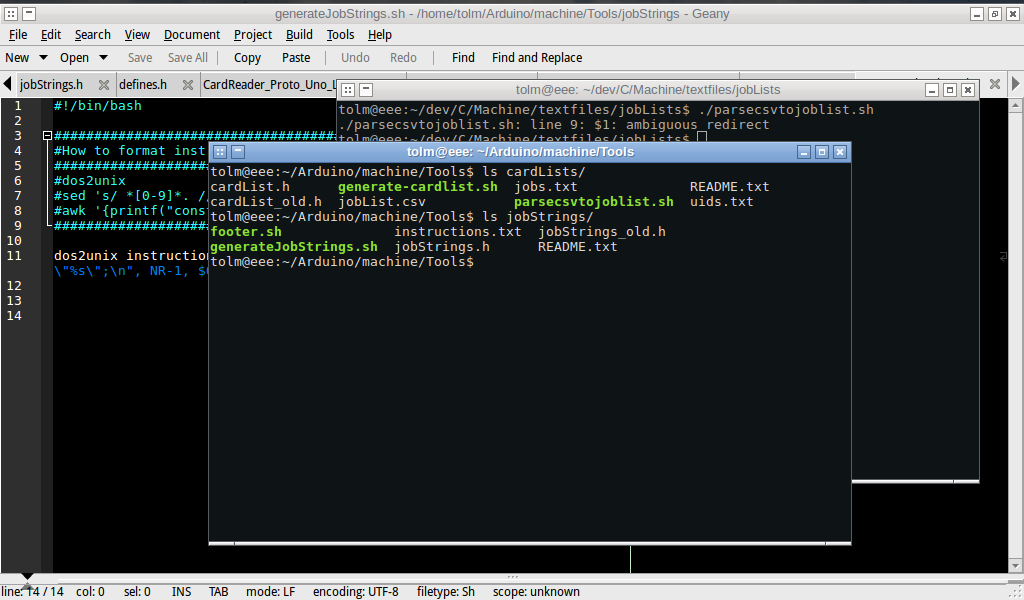 generateJobStrings.sh - /home/tolm/Arduino/machine/Tools/jobStrings - Geany
File Edit Search View Document Project Build Tools Help
New Open Save Save All Copy Paste Undo Redo Find Find and Replace
jobStrings.h defines.h CardReader_Proto_Uno_L
tolm@eee: ~/dev/C/Machine/textfiles/jobLists
tolm@eee:~/dev/C/Machine/textfiles/jobLists$ ./parsecsvtojoblist.sh
./parsecsvtojoblist.sh: line 9: $1: ambiguous redirect
tolm@eee:~/dev/C/Machine/textfiles/jobLists$
1 #!/bin/bash
2
3 ###################################
4 #How to format inst
5 ###################
6 #dos2unix
7 #sed 's/ *[0-9]*. /
8 #awk '{printf("cons
9 ###################
10
11 dos2unix instruction
\"%s\";\n", NR-1, $
12
13
14
tolm@eee: ~/Arduino/machine/Tools
tolm@eee:~/Arduino/machine/Tools$ ls cardLists/
cardList.h generate-cardlist.sh jobs.txt README.txt
cardList_old.h jobList.csv parsecsvtojoblist.sh uids.txt
tolm@eee:~/Arduino/machine/Tools$ ls jobStrings/
footer.sh instructions.txt jobStrings_old.h
generateJobStrings.sh jobStrings.h README.txt
tolm@eee:~/Arduino/machine/Tools$
line: 14 / 14 col: 0 sel: 0 INS TAB mode: LF encoding: UTF-8 filetype: Sh scope: unknown